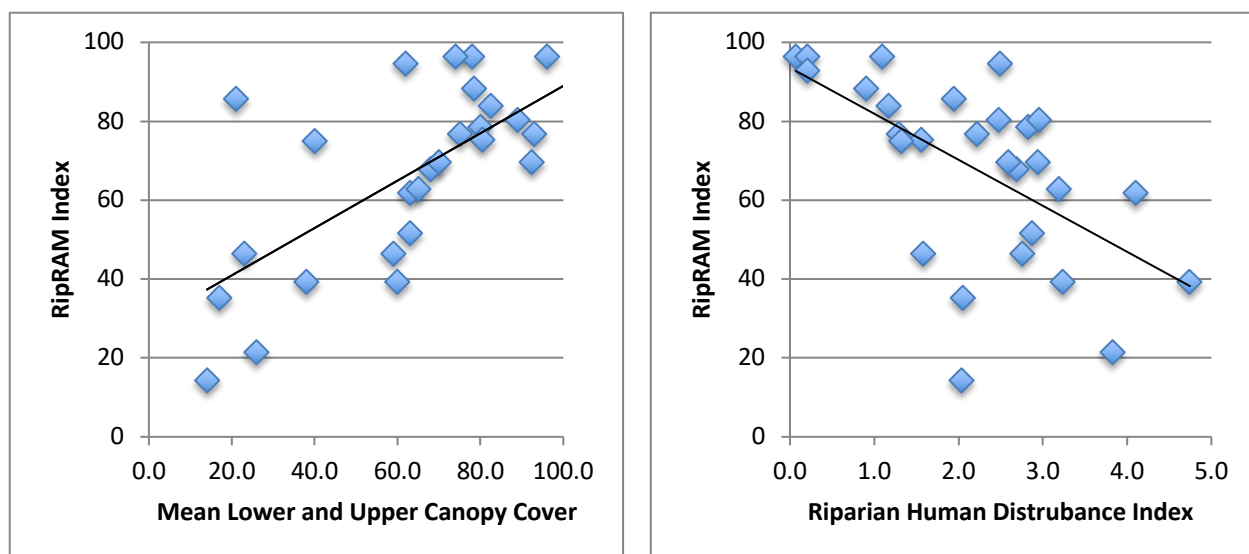 100
80
60
40
20
0
RipRAM Index
0.0 20.0 40.0 60.0 80.0 100.0
Mean Lower and Upper Canopy Cover
100
80
60
40
20
0
RipRAM Index
0.0 1.0 2.0 3.0 4.0 5.0
Riparian Human Distrubance Index